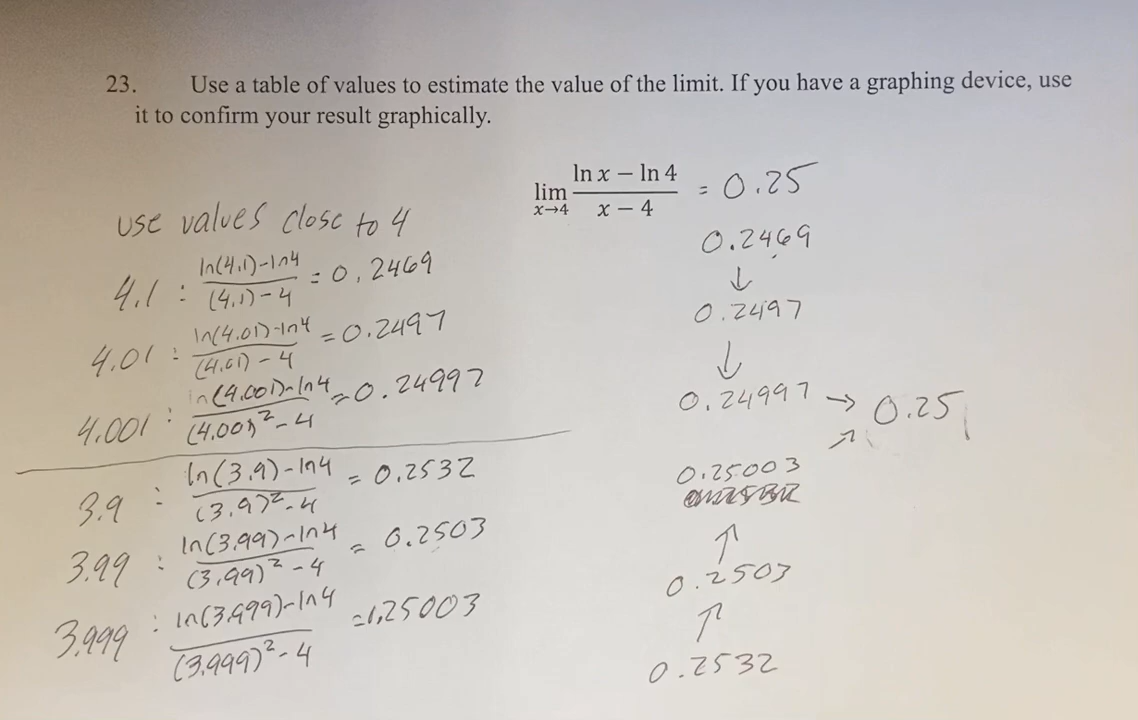 23. Use a table of values to estimate the value of the limit. If you have a graphing device, use
it to confirm your result graphically.
lim x→4 (ln x − ln 4)/(x − 4) = 0.25
use values close to 4
4.1 : (ln(4.1)-ln4)/((4.1)-4) = 0.2469
4.01 : (ln(4.01)-ln4)/((4.01)-4) = 0.2497
4.001 : (ln(4.001)-ln4)/((4.001)²-4) = 0.24997
3.9 : (ln(3.9)-ln4)/((3.9)²-4) = 0.2532
3.99 : (ln(3.99)-ln4)/((3.99)²-4) = 0.2503
3.999 : (ln(3.999)-ln4)/((3.999)²-4) = 1.25003
0.2469
↓
0.2497
↓
0.24997 → 0.25
↗
0.25003
↑
0.2503
↑
0.2532